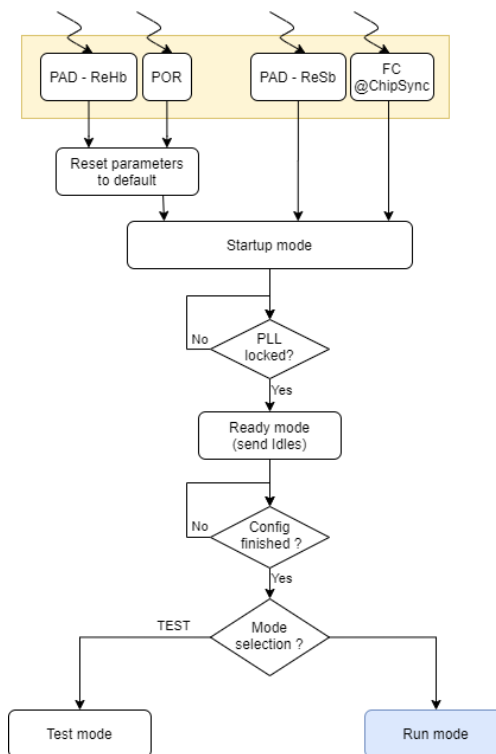 PAD - ReHb
POR
PAD - ReSb
FC
@ChipSync
Reset parameters
to default
Startup mode
No
PLL
locked?
Yes
Ready mode
(send Idles)
No
Config
finished ?
Yes
TEST
Mode
selection ?
Test mode
Run mode